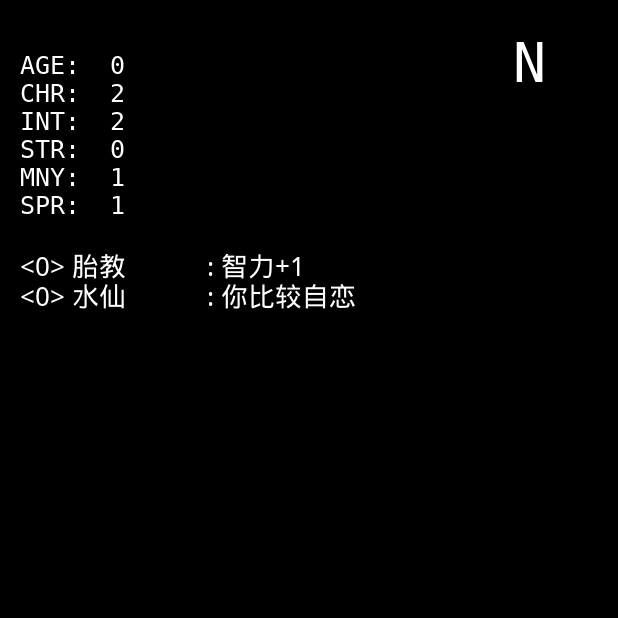 N
AGE: 0
CHR: 2
INT: 2
STR: 0
MNY: 1
SPR: 1
<O> 胎教 : 智力+1
<O> 水仙 : 你比较自恋